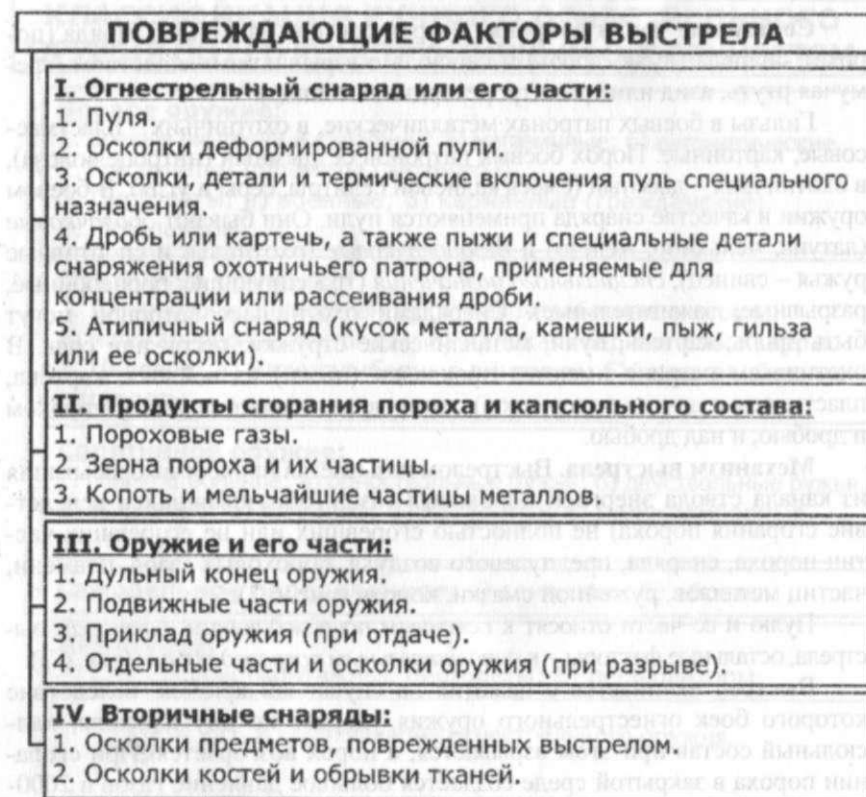 ПОВРЕЖДАЮЩИЕ ФАКТОРЫ ВЫСТРЕЛА
I. Огнестрельный снаряд или его части:
1. Пуля.
2. Осколки деформированной пули.
3. Осколки, детали и термические включения пуль специального
назначения.
4. Дробь или картечь, а также пыжи и специальные детали
снаряжения охотничьего патрона, применяемые для
концентрации или рассеивания дроби.
5. Атипичный снаряд (кусок металла, камешки, пыж, гильза
или ее осколки).
II. Продукты сгорания пороха и капсюльного состава:
1. Пороховые газы.
2. Зерна пороха и их частицы.
3. Копоть и мельчайшие частицы металлов.
III. Оружие и его части:
1. Дульный конец оружия.
2. Подвижные части оружия.
3. Приклад оружия (при отдаче).
4. Отдельные части и осколки оружия (при разрыве).
IV. Вторичные снаряды:
1. Осколки предметов, поврежденных выстрелом.
2. Осколки костей и обрывки тканей.